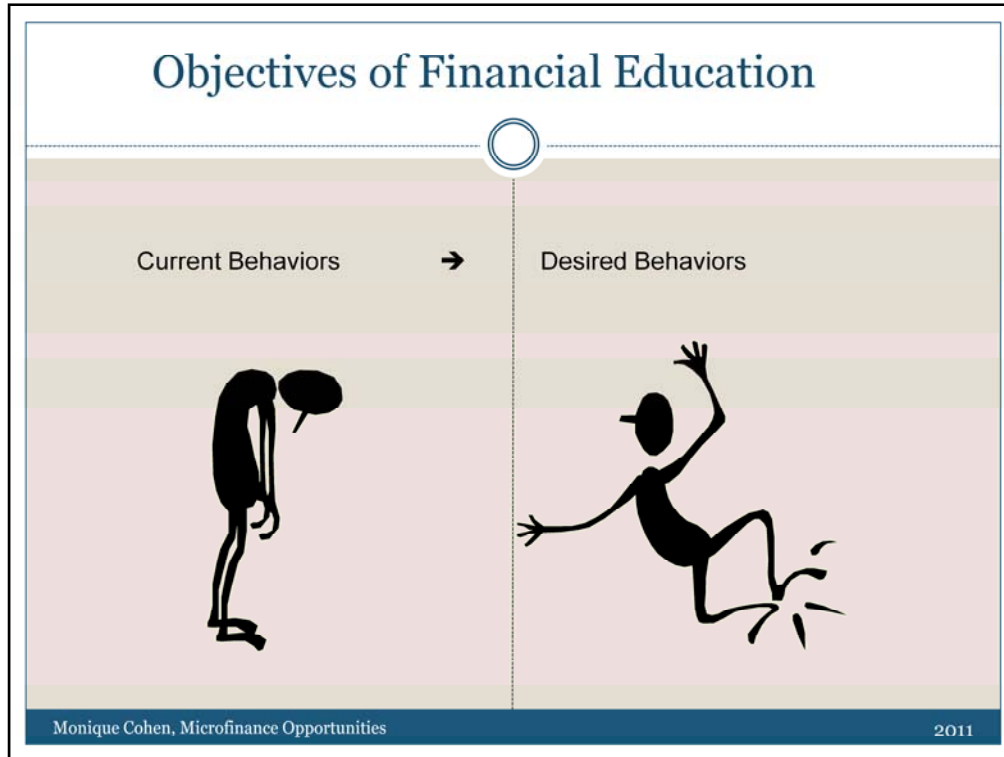 Objectives of Financial Education
Current Behaviors ➔ Desired Behaviors
Monique Cohen, Microfinance Opportunities 2011